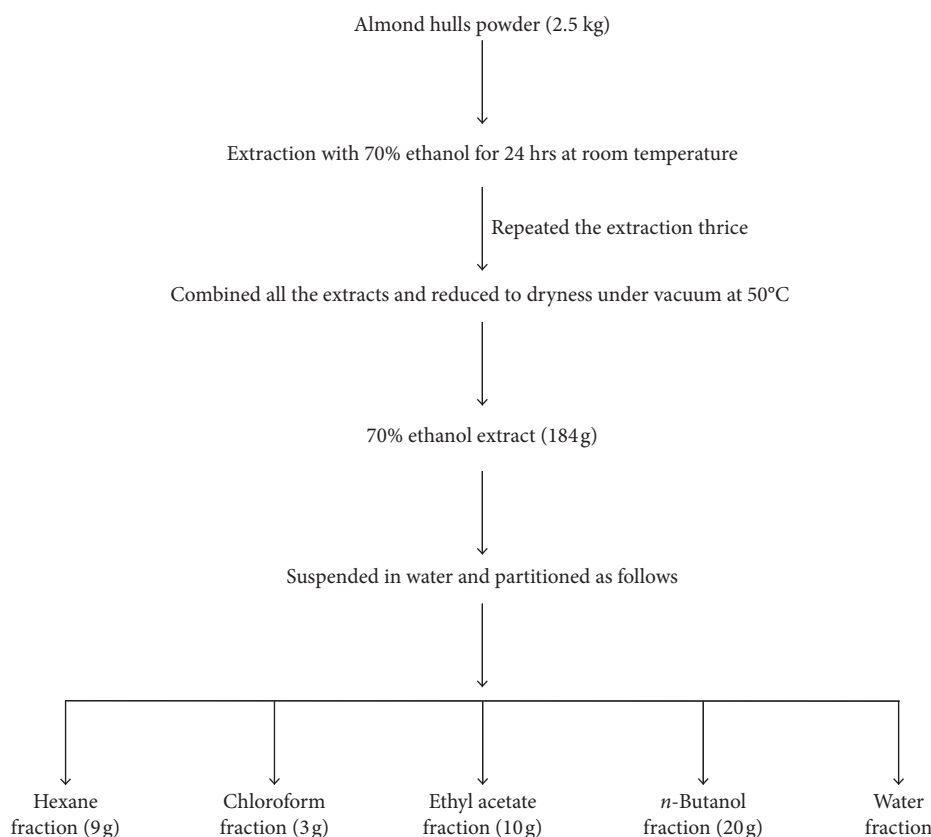 Almond hulls powder (2.5 kg)
Extraction with 70% ethanol for 24 hrs at room temperature
Repeated the extraction thrice
Combined all the extracts and reduced to dryness under vacuum at 50°C
70% ethanol extract (184 g)
Suspended in water and partitioned as follows
Hexane
fraction (9 g)
Chloroform
fraction (3 g)
Ethyl acetate
fraction (10 g)
n-Butanol
fraction (20 g)
Water
fraction